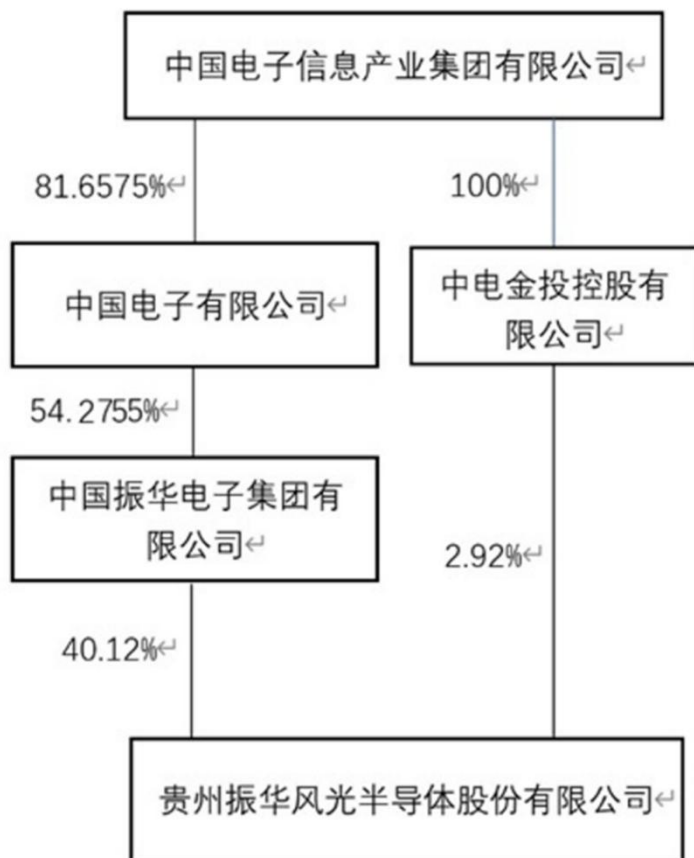 中国电子信息产业集团有限公司↵
81.6575%↵
100%↵
中国电子有限公司↵
中电金投控股有
限公司↵
54.2755%↵
中国振华电子集团有
限公司↵
2.92%↵
40.12%↵
贵州振华风光半导体股份有限公司↵